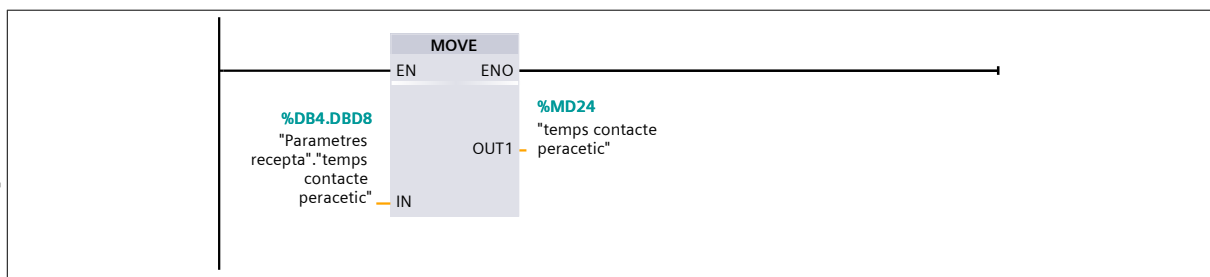 MOVE
EN ENO
%DB4.DBD8
"Parametres
recepta"."temps
contacte
peracetic"
IN
%MD24
"temps contacte
peracetic"
OUT1